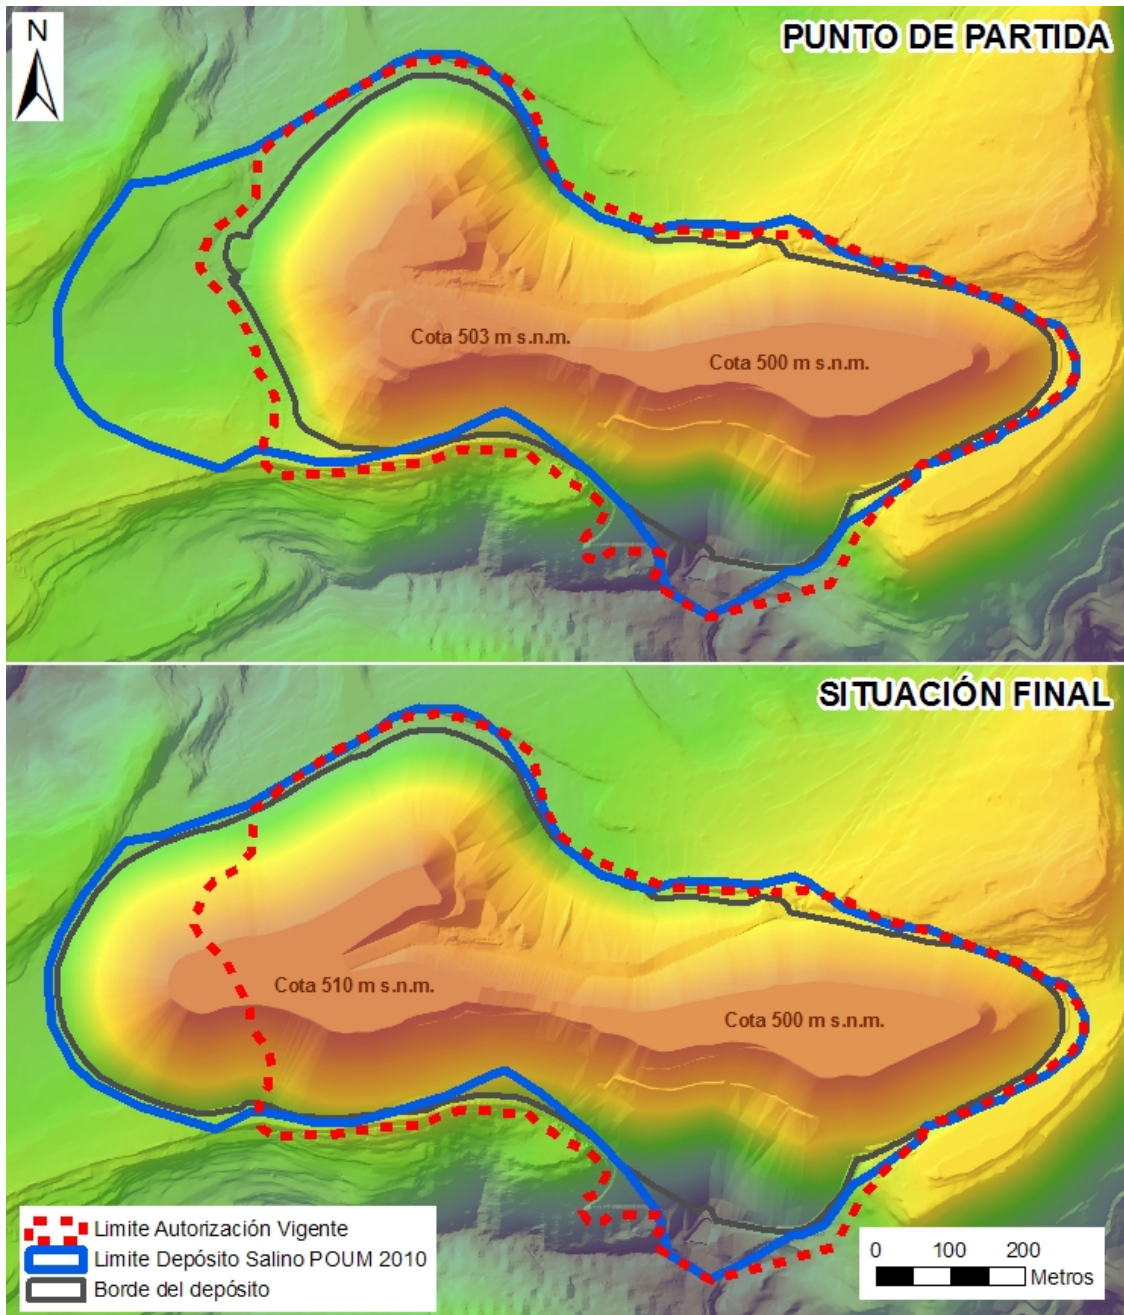 N
PUNTO DE PARTIDA
Cota 503 m s.n.m.
Cota 500 m s.n.m.
SITUACIÓN FINAL
Cota 510 m s.n.m.
Cota 500 m s.n.m.
Limite Autorización Vigente
Limite Depósito Salino POUM 2010
Borde del depósito
0 100 200
Metros